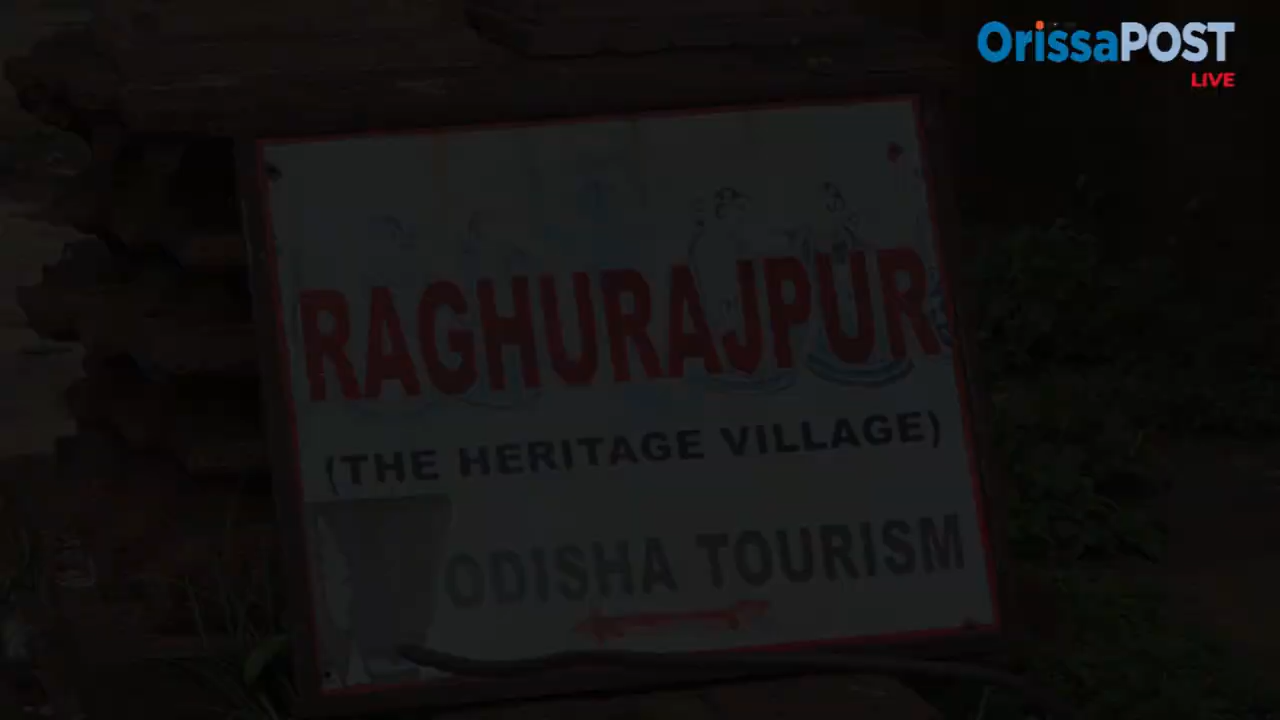 OrissaPOST
LIVE
RAGHURAJPUR
(THE HERITAGE VILLAGE)
ODISHA TOURISM